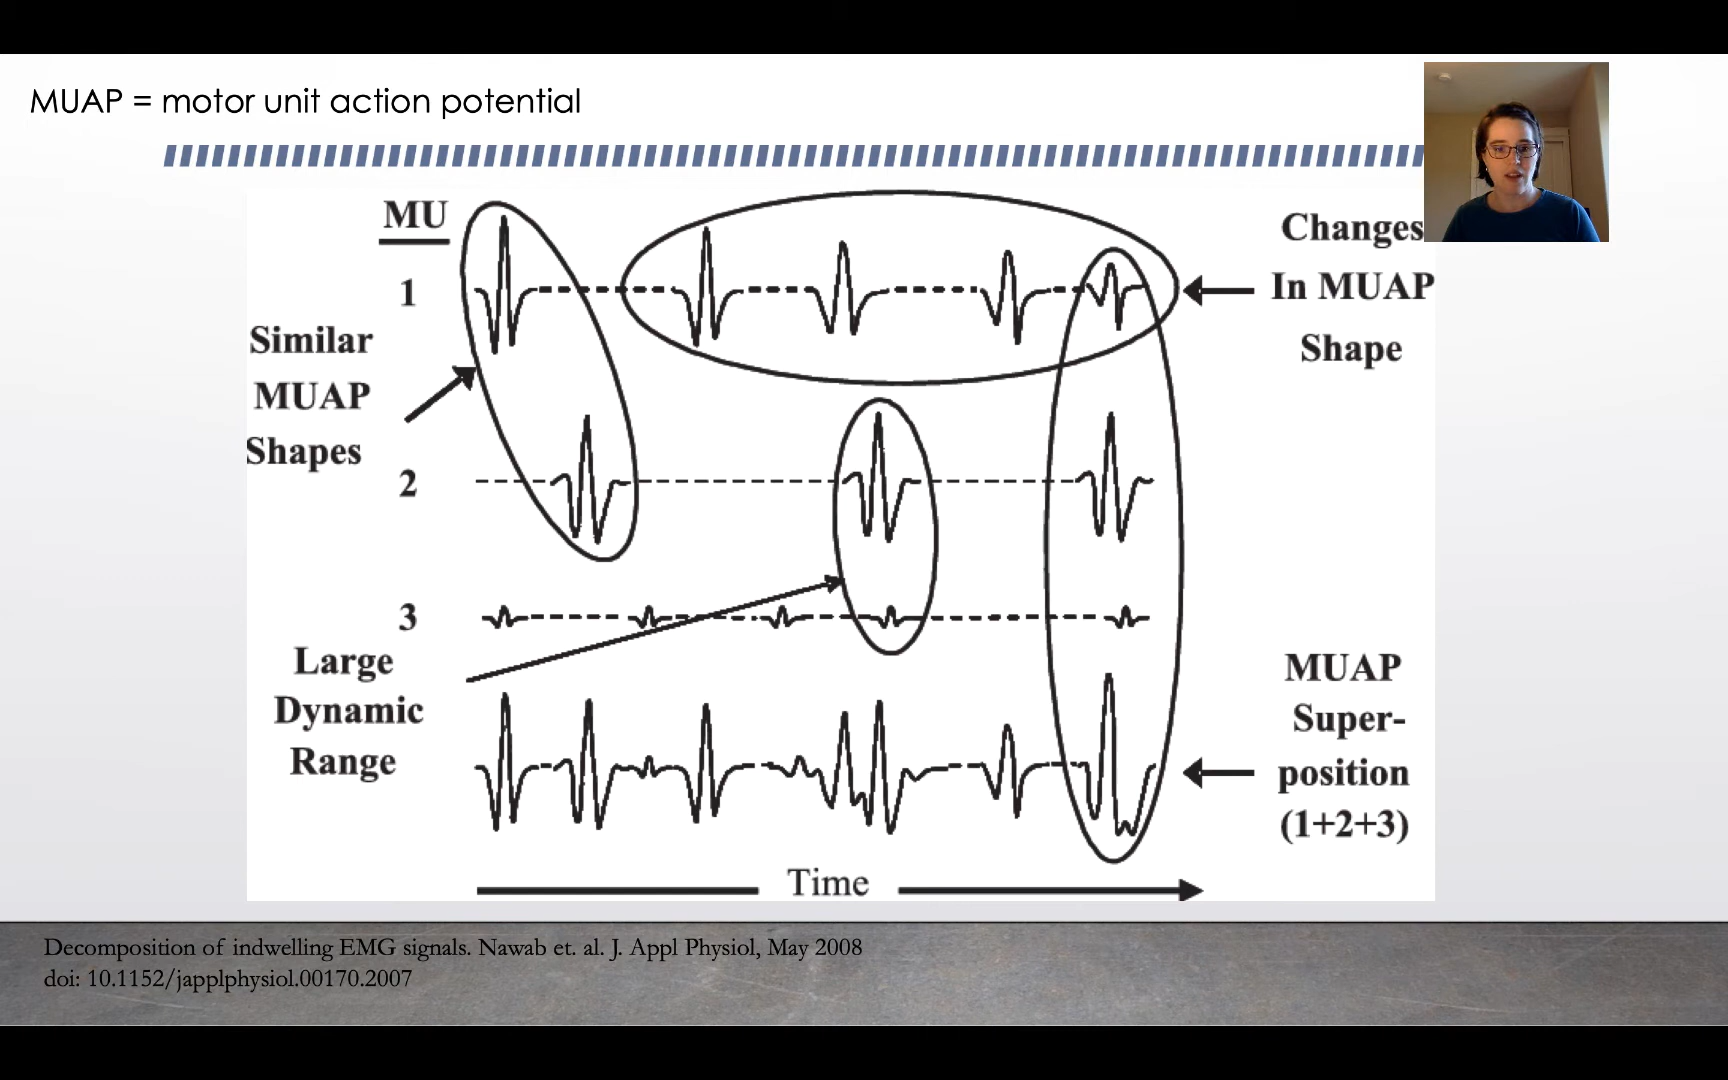 MUAP = motor unit action potential
MU
1
Similar
MUAP
Shapes
2
3
Large
Dynamic
Range
Changes
In MUAP
Shape
MUAP
Super-
position
(1+2+3)
Time
Decomposition of indwelling EMG signals. Nawab et. al. J. Appl Physiol, May 2008
doi: 10.1152/japplphysiol.00170.2007